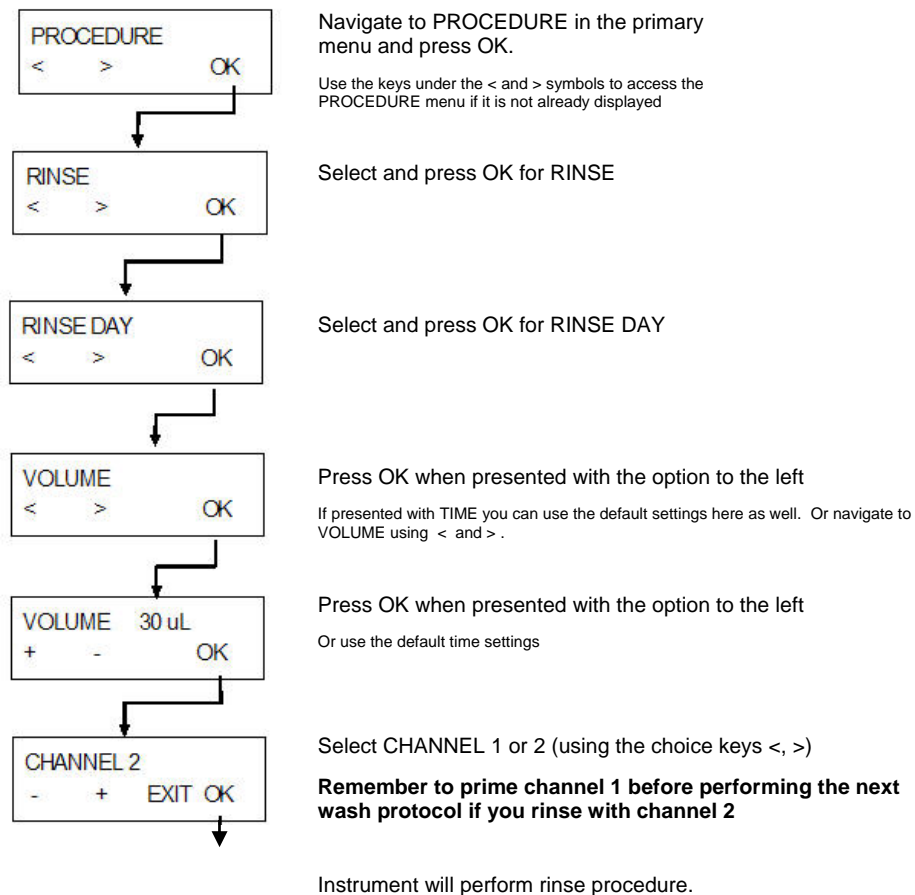 PROCEDURE
< > OK
Navigate to PROCEDURE in the primary
menu and press OK.
Use the keys under the < and > symbols to access the
PROCEDURE menu if it is not already displayed
RINSE
< > OK
Select and press OK for RINSE
RINSE DAY
< > OK
Select and press OK for RINSE DAY
VOLUME
< > OK
Press OK when presented with the option to the left
If presented with TIME you can use the default settings here as well. Or navigate to
VOLUME using < and > .
VOLUME 30 uL
+ - OK
Press OK when presented with the option to the left
Or use the default time settings
CHANNEL 2
- + EXIT OK
Select CHANNEL 1 or 2 (using the choice keys <, >)
Remember to prime channel 1 before performing the next
wash protocol if you rinse with channel 2
Instrument will perform rinse procedure.